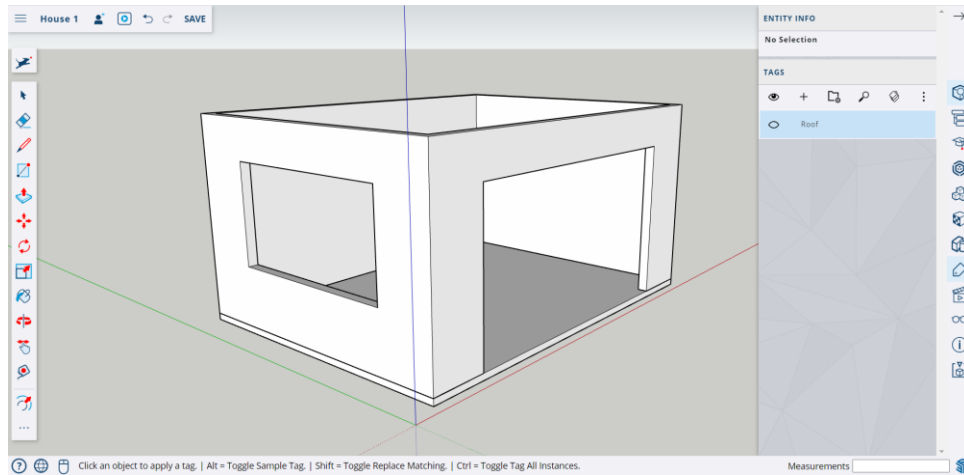 House 1 SAVE
ENTITY INFO
No Selection
TAGS
Roof
Click an object to apply a tag. | Alt = Toggle Sample Tag. | Shift = Toggle Replace Matching. | Ctrl = Toggle Tag All Instances.
Measurements